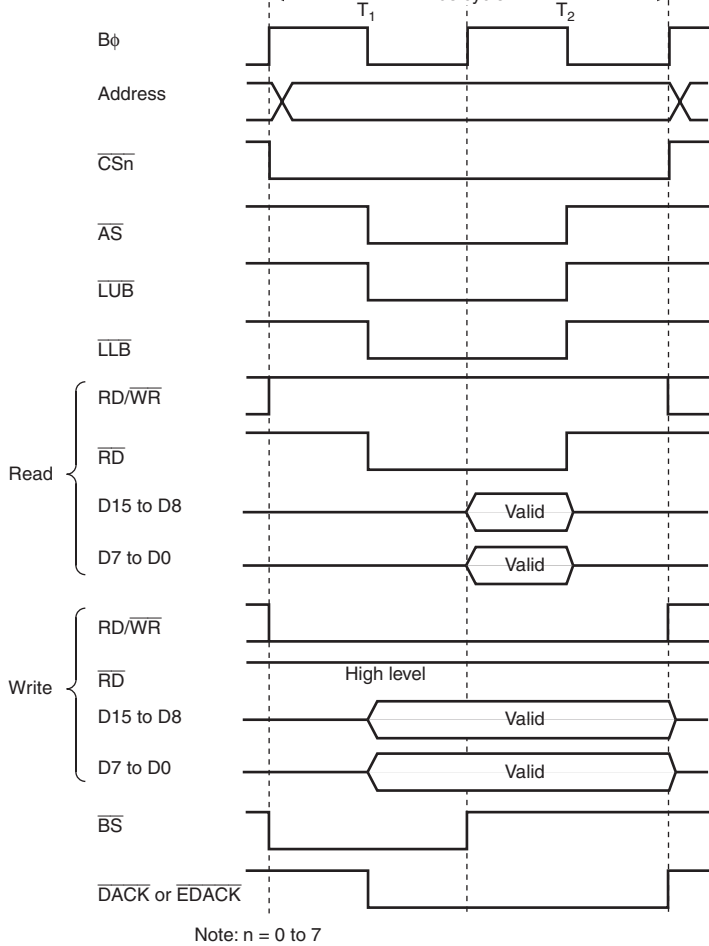 T1 T2
Bφ
Address
CSn
AS
LUB
LLB
RD/WR
RD
Read
D15 to D8 Valid
D7 to D0 Valid
RD/WR
RD High level
Write
D15 to D8 Valid
D7 to D0 Valid
BS
DACK or EDACK
Note: n = 0 to 7